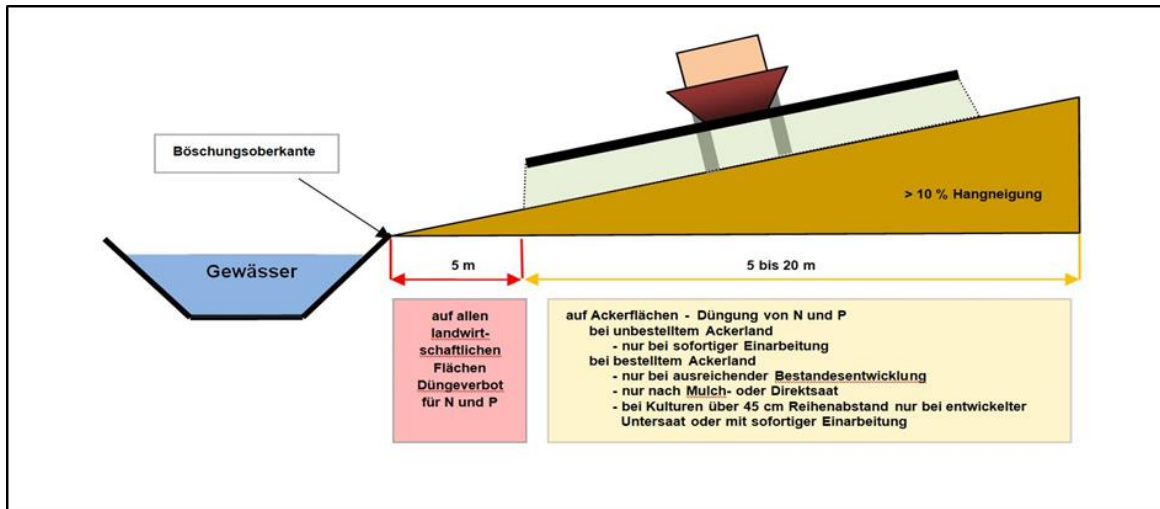 Böschungsoberkante
> 10 % Hangneigung
Gewässer
5 m
5 bis 20 m
auf allen
landwirt-
schaftlichen
Flächen
Düngeverbot
für N und P
auf Ackerflächen - Düngung von N und P
bei unbestelltem Ackerland
- nur bei sofortiger Einarbeitung
bei bestelltem Ackerland
- nur bei ausreichender Bestandesentwicklung
- nur nach Mulch- oder Direktsaat
- bei Kulturen über 45 cm Reihenabstand nur bei entwickelter
Untersaat oder mit sofortiger Einarbeitung